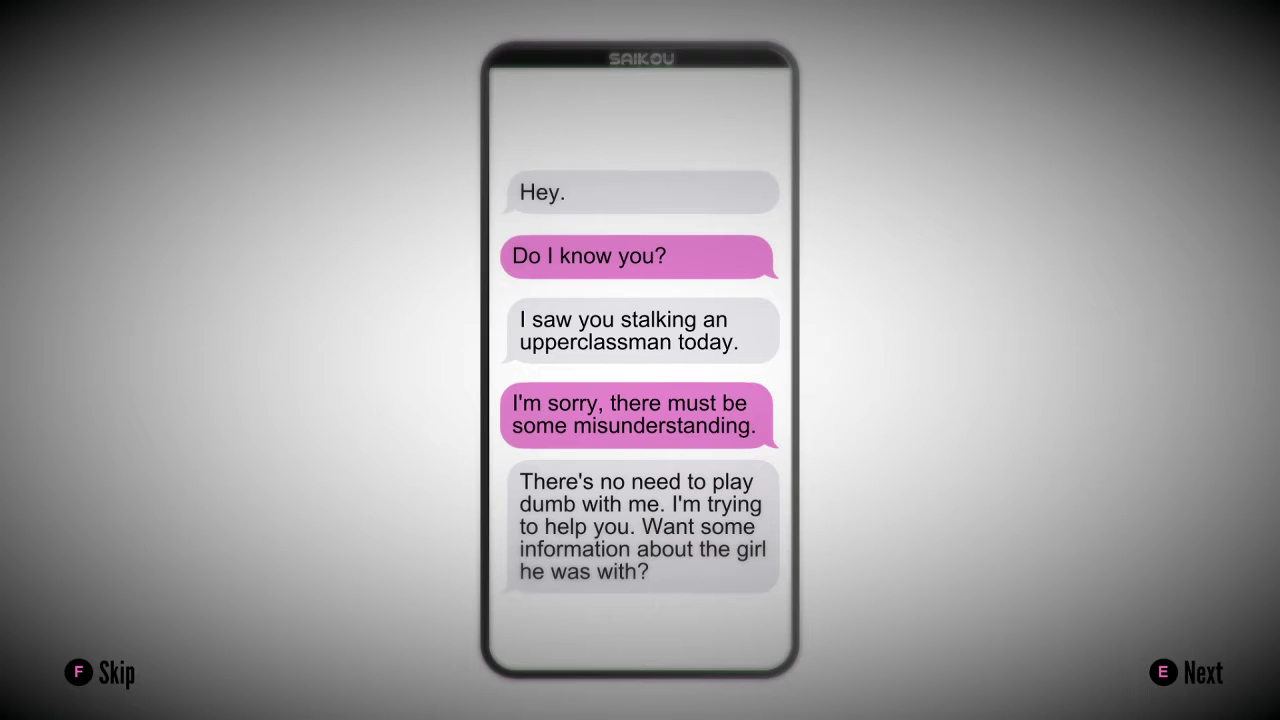 SAIKOU
Hey.
Do I know you?
I saw you stalking an
upperclassman today.
I'm sorry, there must be
some misunderstanding.
There's no need to play
dumb with me. I'm trying
to help you. Want some
information about the girl
he was with?
F Skip
E Next